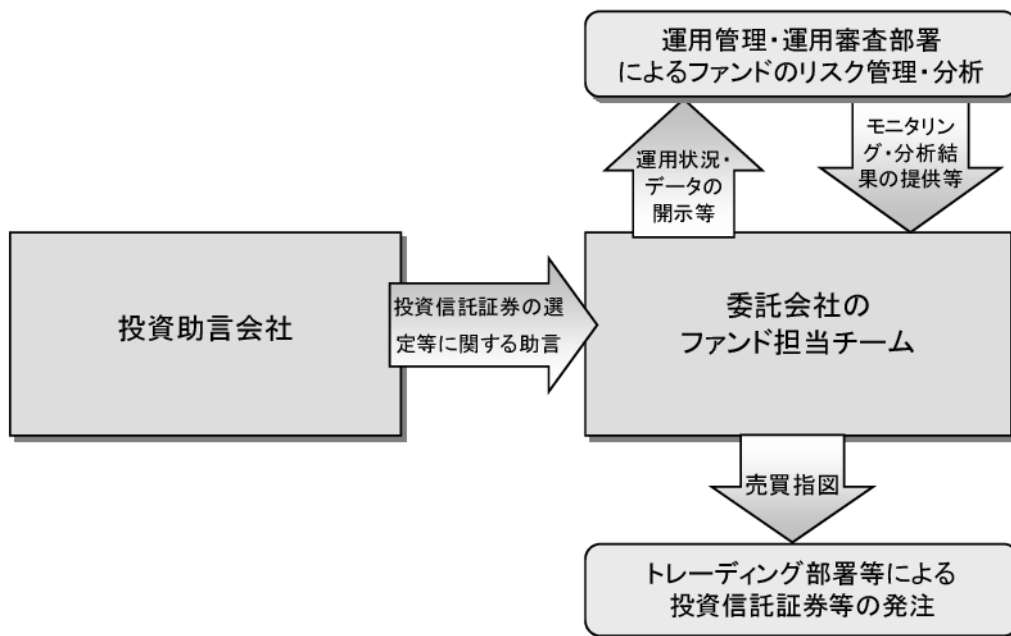 運用管理・運用審査部署
によるファンドのリスク管理・分析
運用状況・
データの
開示等
モニタリン
グ・分析結
果の提供等
投資助言会社
投資信託証券の選
定等に関する助言
委託会社の
ファンド担当チーム
売買指図
トレーディング部署等による
投資信託証券等の発注